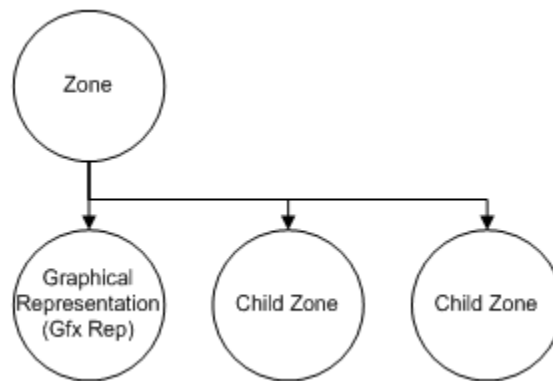 Zone
Graphical
Representation
(Gfx Rep)
Child Zone
Child Zone